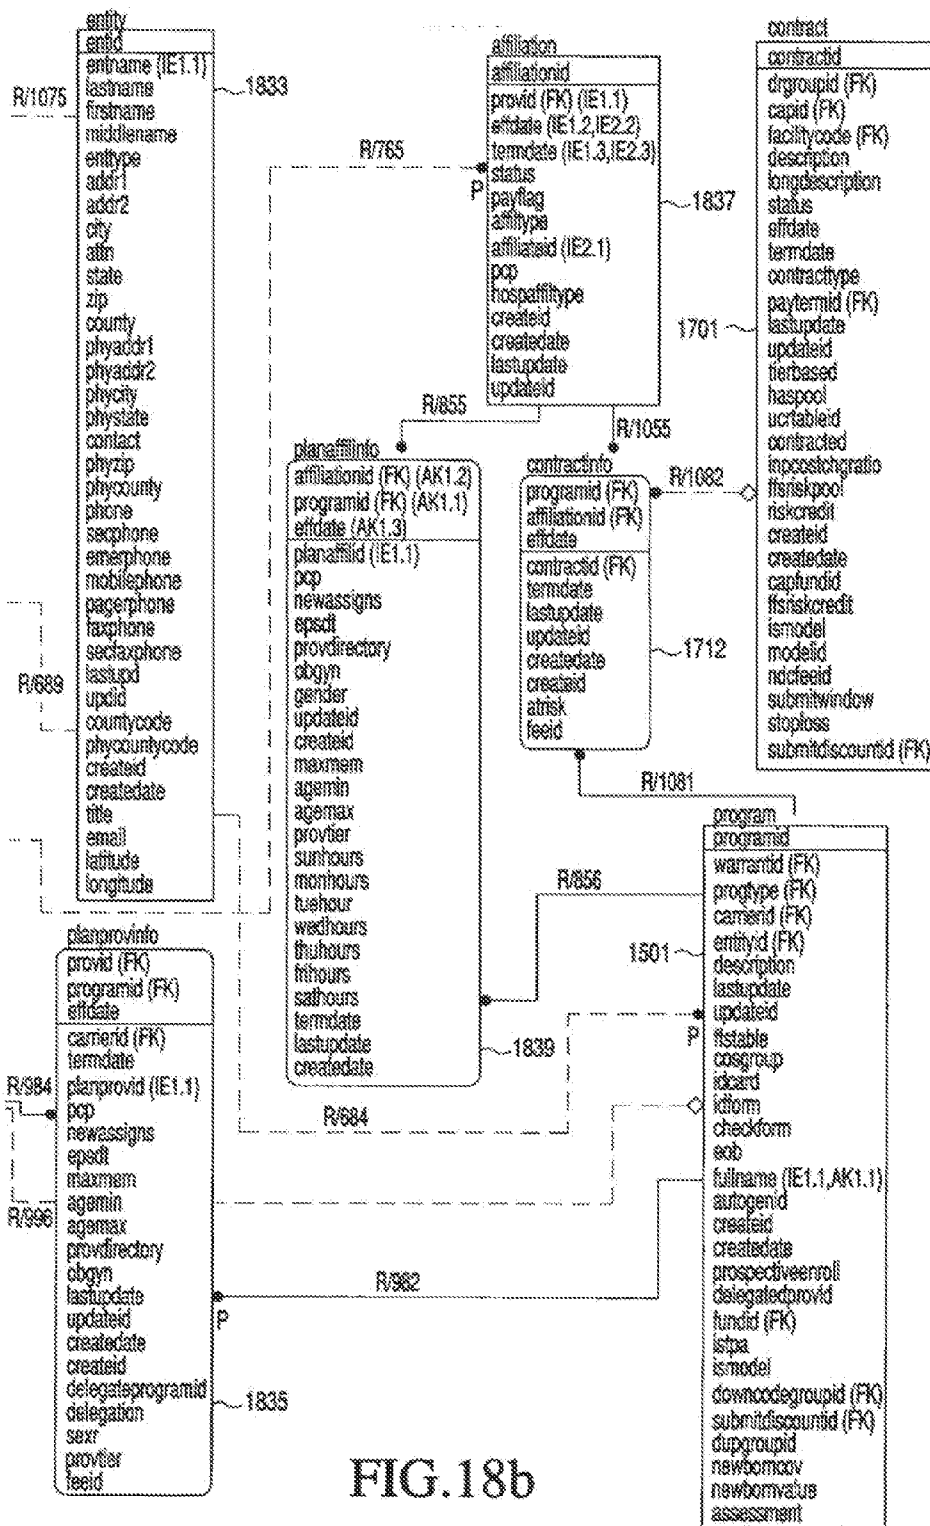 entity
entid
entname (IE1.1)
lastname
firstname
middlename
enttype
addr1
addr2
city
attn
state
zip
county
phyaddr1
phyaddr2
phycity
phystate
contact
phyzip
phycounty
phone
secphone
emerphone
mobilephone
pagerphone
faxphone
secfaxphone
lastupd
updid
countycode
phycountycode
createid
createdate
title
email
latitude
longitude
1833
R/1075
R/689
R/765
P
affiliation
affiliationid
provid (FK) (IE1.1)
effdate (IE1.2,IE2.2)
termdate (IE1.3,IE2.3)
status
payflag
affiltype
affiliateid (IE2.1)
pcp
hospaffiltype
createid
createdate
lastupdate
updateid
1837
R/855
R/1055
contract
contractid
drgroupid (FK)
capid (FK)
facilitycode (FK)
description
longdescription
status
effdate
termdate
contracttype
paytermid (FK)
lastupdate
updateid
tierbased
haspool
ucrtableid
contracted
inpcostchgratio
ffsriskpool
riskcredit
createid
createdate
capfundid
ffsriskcredit
ismodel
modelid
ndcfeeid
submitwindow
stoploss
submitdiscountid (FK)
1701
planaffilinfo
affiliationid (FK) (AK1.2)
programid (FK) (AK1.1)
effdate (AK1.3)
planaffilid (IE1.1)
pcp
newassigns
epsdt
provdirectory
obgyn
gender
updateid
createid
maxmem
agemin
agemax
provtier
sunhours
monhours
tuehour
wedhours
thuhours
frihours
sathours
termdate
lastupdate
createdate
1839
contractinfo
programid (FK)
affiliationid (FK)
effdate
contractid (FK)
termdate
lastupdate
updateid
createdate
createid
atrisk
feeid
1712
R/1082
R/1081
R/856
R/684
P
planprovinfo
provid (FK)
programid (FK)
effdate
carrierid (FK)
termdate
planprovid (IE1.1)
pcp
newassigns
epsdt
maxmem
agemin
agemax
provdirectory
obgyn
lastupdate
updateid
createdate
createid
delegateprogramid
delegation
sexr
provtier
feeid
1835
R/984
R/996
R/982
P
program
programid
warrantid (FK)
progtype (FK)
carrierid (FK)
entityid (FK)
description
lastupdate
updateid
ffstable
cosgroup
idcard
idform
checkform
eob
fullname (IE1.1,AK1.1)
autogenid
createid
createdate
prospectiveenroll
delegatedprovid
fundid (FK)
istpa
ismodel
downcodegroupid (FK)
submitdiscountid (FK)
dupgroupid
newborncov
newbornvalue
assessment
1501
FIG.18b